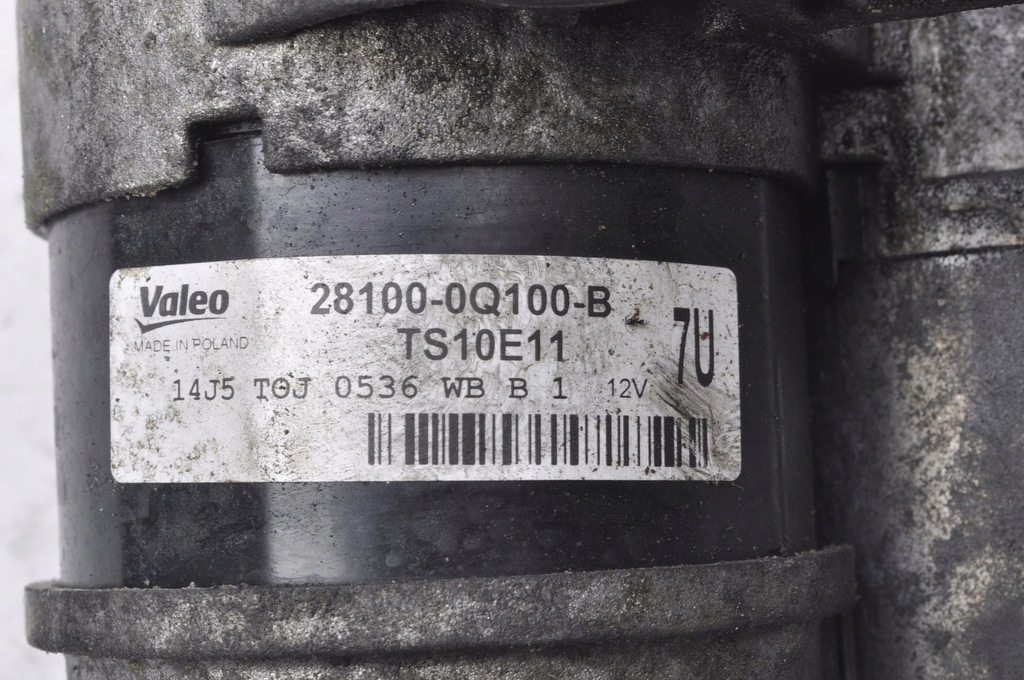 Valeo 28100-0Q100-B
MADE IN POLAND TS10E11 7U
14J5 TOJ 0536 WB B 1 12V